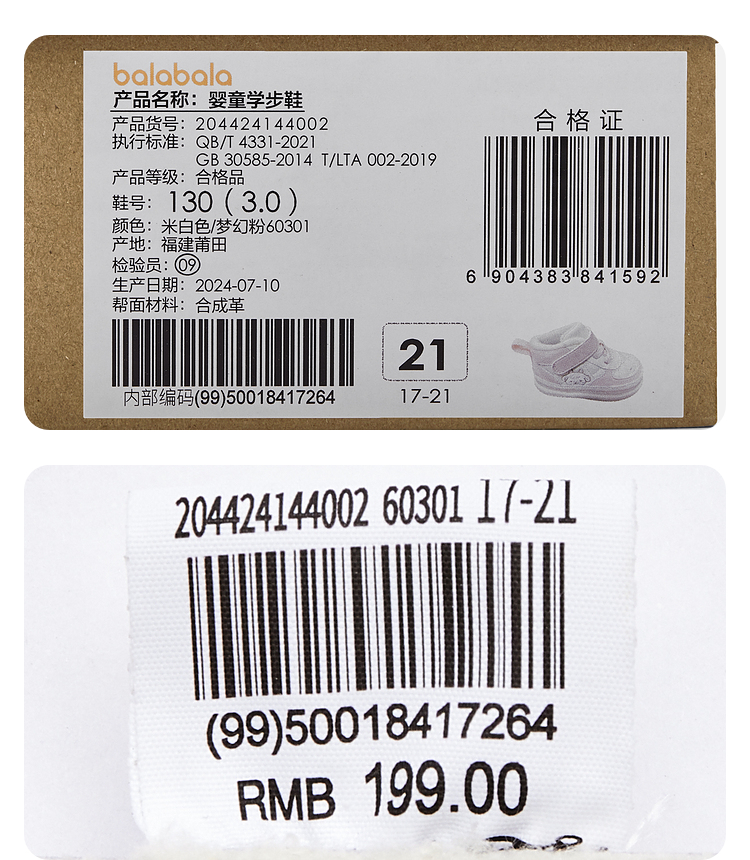 balabala
产品名称：婴童学步鞋
产品货号：204424144002
执行标准：QB/T 4331-2021
GB 30585-2014 T/LTA 002-2019
产品等级：合格品
鞋号：130（3.0）
颜色：米白色/梦幻粉60301
产地：福建莆田
检验员：09
生产日期：2024-07-10
帮面材料：合成革
内部编码(99)50018417264
合格证
6 904383 841592
21
17-21
204424144002 60301 17-21
(99)50018417264
RMB 199.00